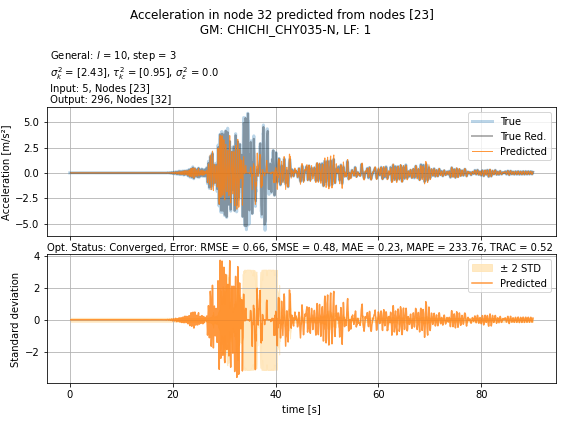 Acceleration in node 32 predicted from nodes [23]
GM: CHICHI_CHY035-N, LF: 1
General: l = 10, step = 3
σ²ₖ = [2.43], τ²ₖ = [0.95], σ²_ε = 0.0
Input: 5, Nodes [23]
Output: 296, Nodes [32]
Acceleration [m/s²]
5.0
2.5
0.0
−2.5
−5.0
True
True Red.
Predicted
Opt. Status: Converged, Error: RMSE = 0.66, SMSE = 0.48, MAE = 0.23, MAPE = 233.76, TRAC = 0.52
Standard deviation
4
2
0
−2
± 2 STD
Predicted
0
20
40
60
80
time [s]